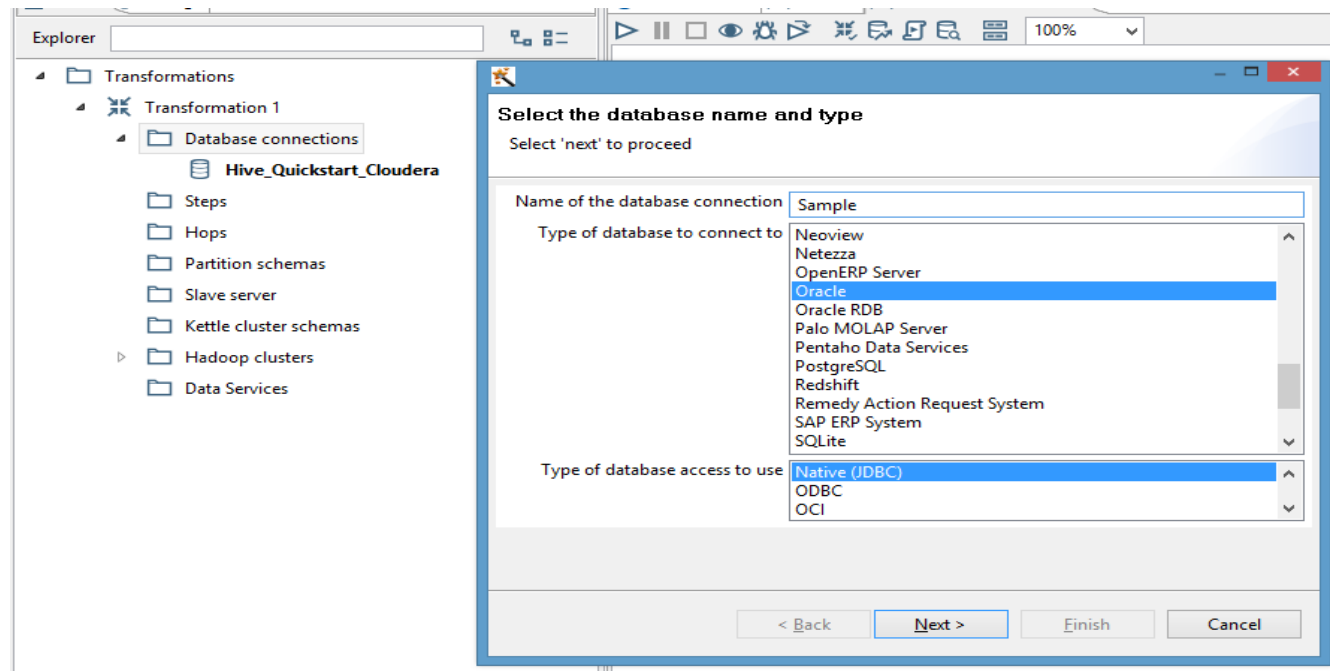 Explorer
100%
Transformations
Transformation 1
Database connections
Hive_Quickstart_Cloudera
Steps
Hops
Partition schemas
Slave server
Kettle cluster schemas
Hadoop clusters
Data Services
Select the database name and type
Select 'next' to proceed
Name of the database connection Sample
Type of database to connect to Neoview
Netezza
OpenERP Server
Oracle
Oracle RDB
Palo MOLAP Server
Pentaho Data Services
PostgreSQL
Redshift
Remedy Action Request System
SAP ERP System
SQLite
Type of database access to use Native (JDBC)
ODBC
OCI
< Back Next > Finish Cancel